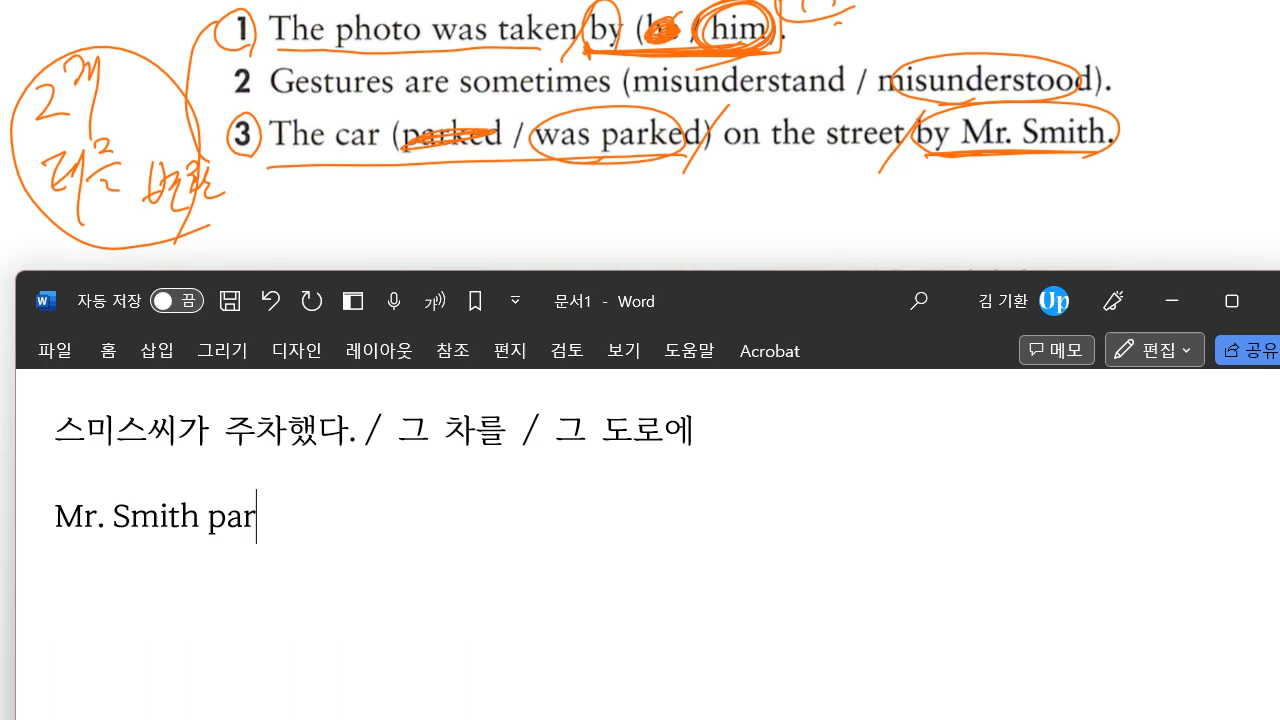 1 The photo was taken by (he / him).
2 Gestures are sometimes (misunderstand / misunderstood).
3 The car (parked / was parked) on the street by Mr. Smith.
2개
태를
자동 저장 끔 가)) 문서1 - Word 김 기환 Up
파일 홈 삽입 그리기 디자인 레이아웃 참조 편지 검토 보기 도움말 Acrobat 메모 편집 공유
스미스씨가 주차했다. / 그 차를 / 그 도로에
Mr. Smith par